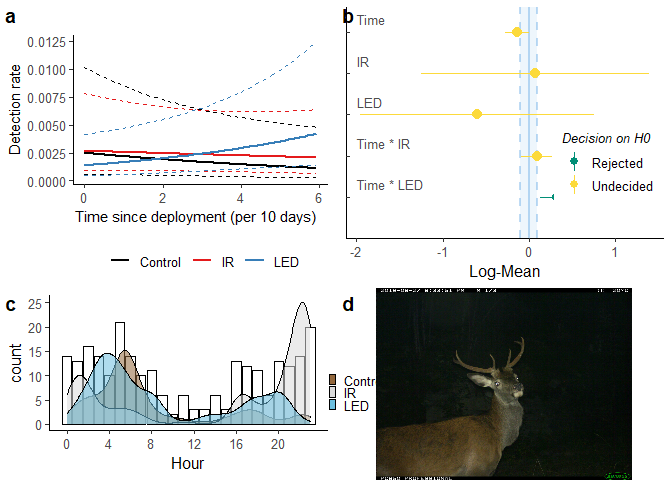 a
0.0125
0.0100
0.0075
0.0050
0.0025
0.0000
Detection rate
0 2 4 6
Time since deployment (per 10 days)
Control IR LED
b
Time
IR
LED
Time * IR
Time * LED
Decision on H0
Rejected
Undecided
-2 -1 0 1
Log-Mean
c
25
20
15
10
5
0
count
0 4 8 12 16 20
Hour
IR
LED
d